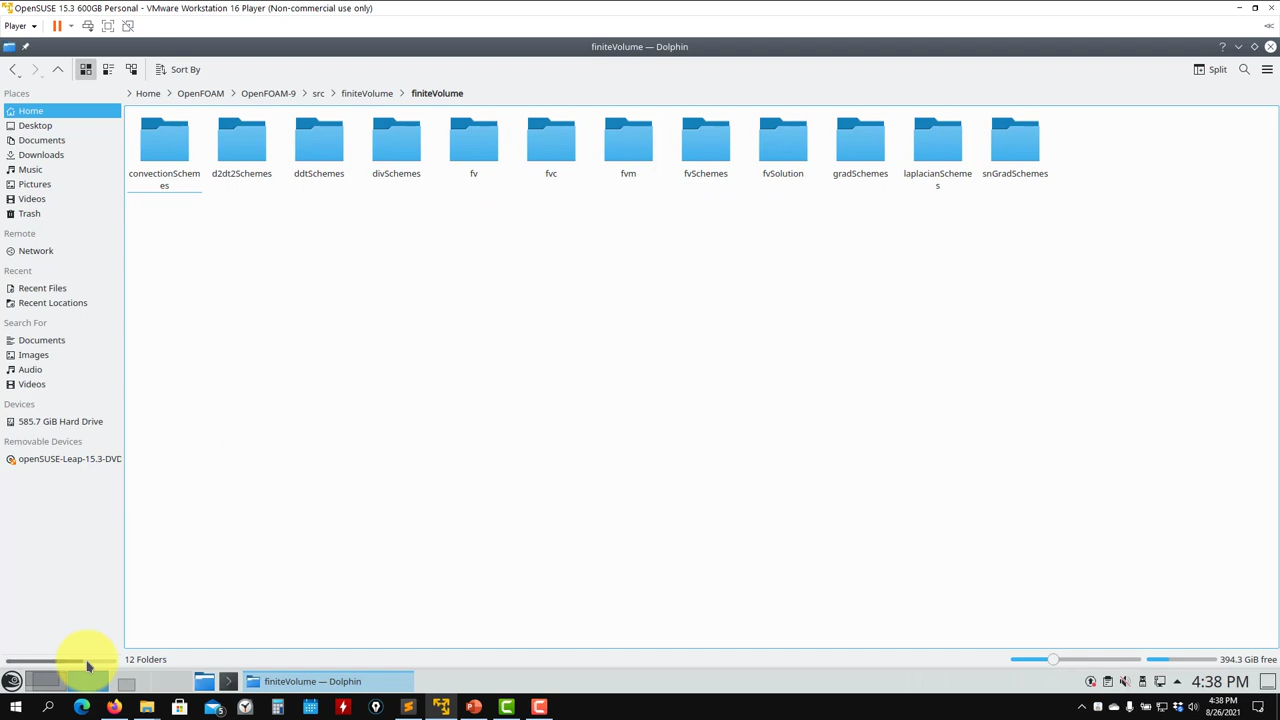 OpenSUSE 15.3 600GB Personal - VMware Workstation 16 Player (Non-commercial use only)
Player
finiteVolume — Dolphin
Sort By
Split
Places
Home
Desktop
Documents
Downloads
Music
Pictures
Videos
Trash
Remote
Network
Recent
Recent Files
Recent Locations
Search For
Documents
Images
Audio
Videos
Devices
585.7 GiB Hard Drive
Removable Devices
openSUSE-Leap-15.3-DVD
Home OpenFOAM OpenFOAM-9 src finiteVolume finiteVolume
convectionSchem
es
d2dt2Schemes
ddtSchemes
divSchemes
fv
fvc
fvm
fvSchemes
fvSolution
gradSchemes
laplacianScheme
s
snGradSchemes
12 Folders
394.3 GiB free
finiteVolume — Dolphin
4:38 PM
4:38 PM
8/26/2021